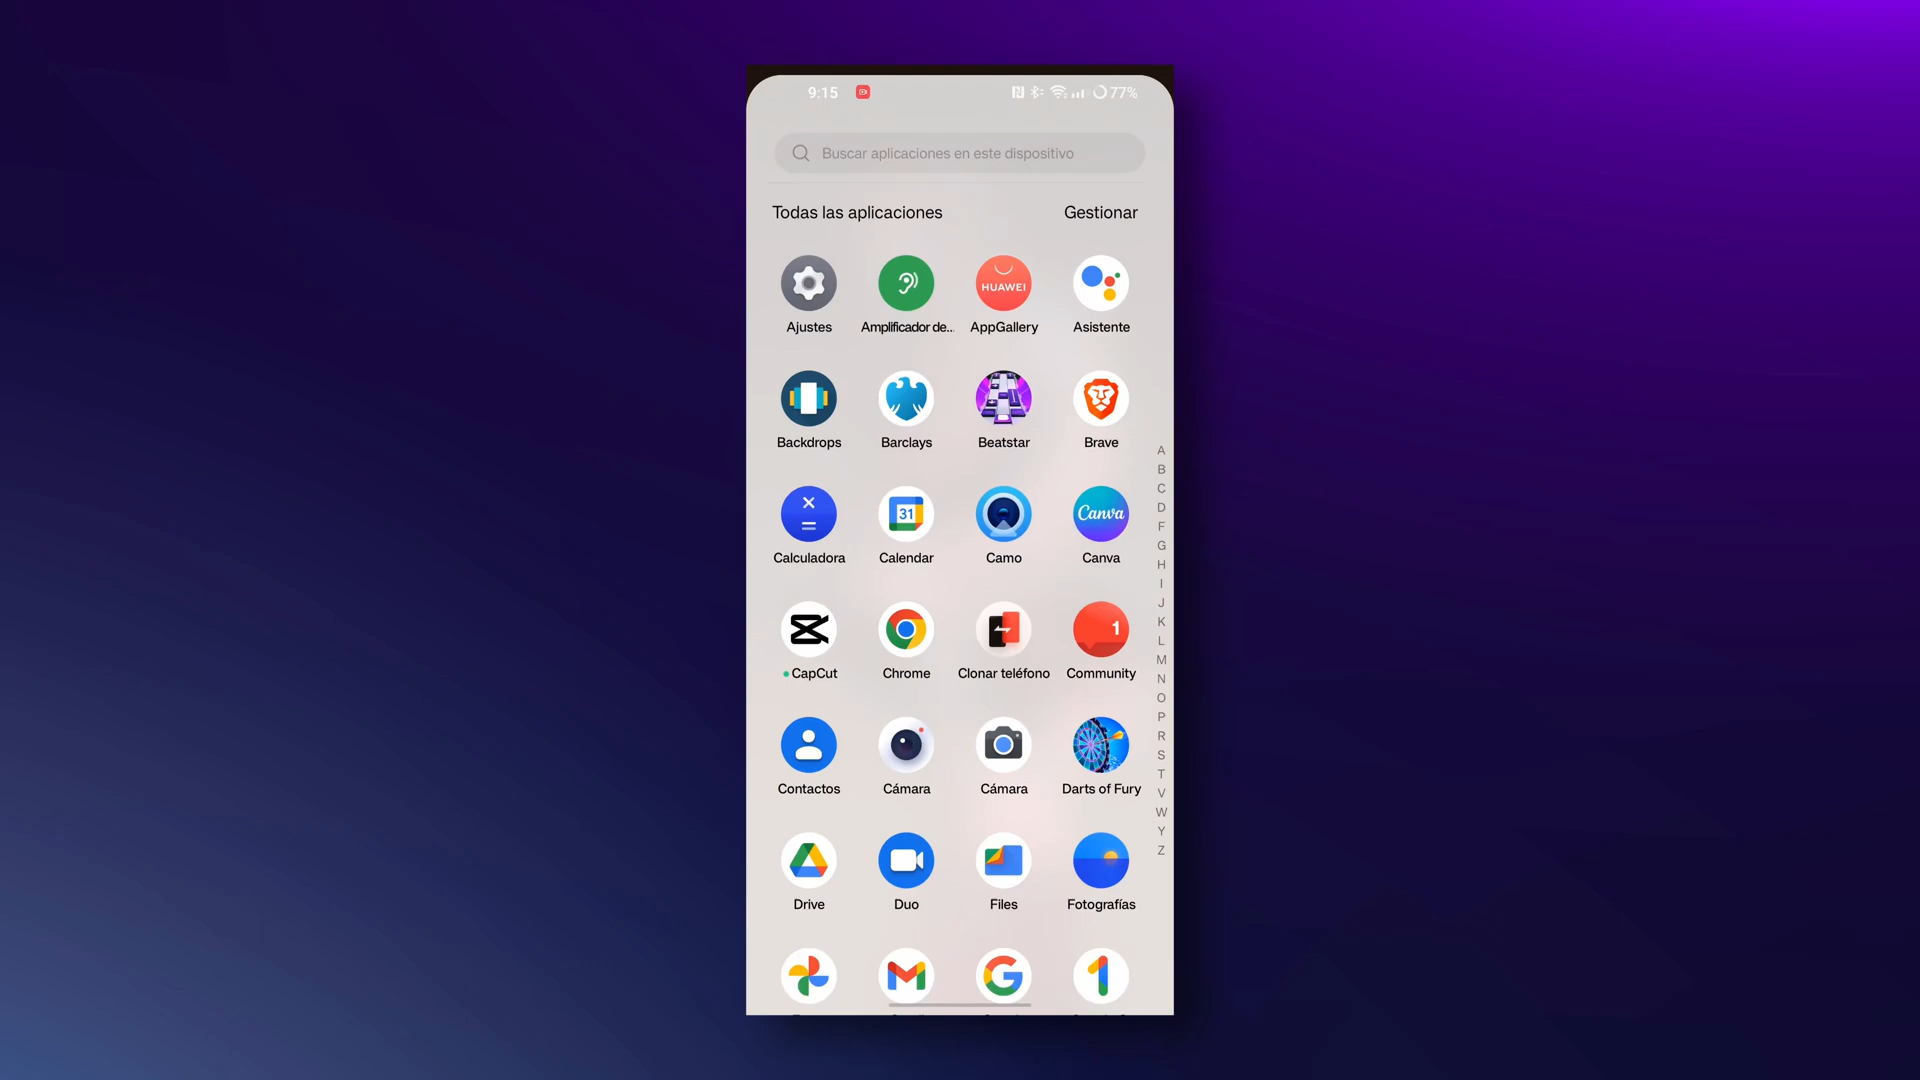 9:15 77%
Buscar aplicaciones en este dispositivo
Todas las aplicaciones Gestionar
HUAWEI
Ajustes Amplificador de... AppGallery Asistente
Backdrops Barclays Beatstar Brave
31 Canva
Calculadora Calendar Camo Canva
1
CapCut Chrome Clonar teléfono Community
Contactos Cámara Cámara Darts of Fury
Drive Duo Files Fotografías
A
B
C
D
F
G
H
I
J
K
L
M
N
O
P
R
S
T
V
W
Y
Z